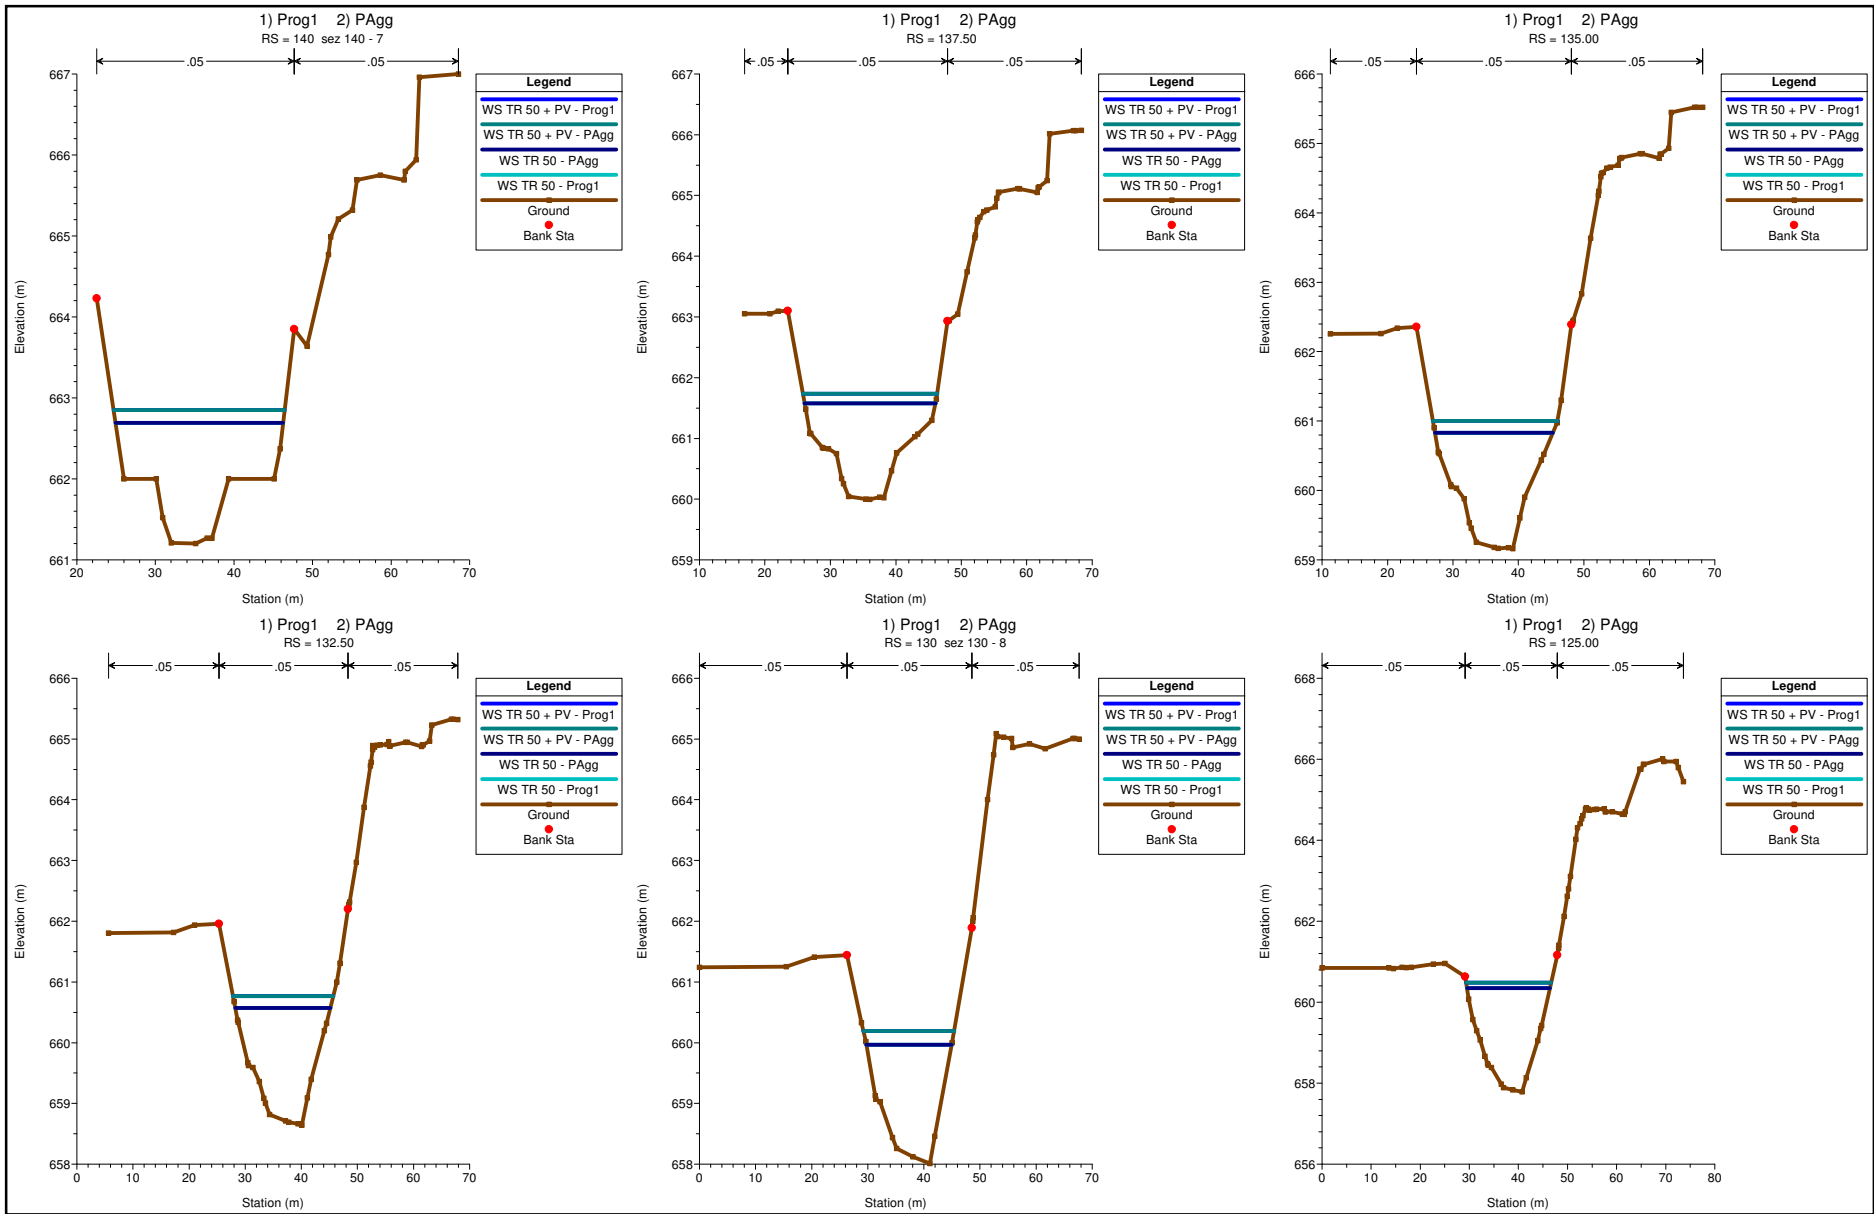 1) Prog1    2) PAgg
RS = 140  sez 140 - 7
.05
.05
667
666
665
664
663
662
661
20
30
40
50
60
70
Elevation (m)
Station (m)
Legend
WS TR 50 + PV - Prog1
WS TR 50 + PV - PAgg
WS TR 50 - PAgg
WS TR 50 - Prog1
Ground
Bank Sta
1) Prog1    2) PAgg
RS = 137.50
.05
.05
.05
667
666
665
664
663
662
661
660
659
10
20
30
40
50
60
70
Elevation (m)
Station (m)
Legend
WS TR 50 + PV - Prog1
WS TR 50 + PV - PAgg
WS TR 50 - PAgg
WS TR 50 - Prog1
Ground
Bank Sta
1) Prog1    2) PAgg
RS = 135.00
.05
.05
.05
666
665
664
663
662
661
660
659
10
20
30
40
50
60
70
Elevation (m)
Station (m)
Legend
WS TR 50 + PV - Prog1
WS TR 50 + PV - PAgg
WS TR 50 - PAgg
WS TR 50 - Prog1
Ground
Bank Sta
1) Prog1    2) PAgg
RS = 132.50
.05
.05
.05
666
665
664
663
662
661
660
659
658
0
10
20
30
40
50
60
70
Elevation (m)
Station (m)
Legend
WS TR 50 + PV - Prog1
WS TR 50 + PV - PAgg
WS TR 50 - PAgg
WS TR 50 - Prog1
Ground
Bank Sta
1) Prog1    2) PAgg
RS = 130  sez 130 - 8
.05
.05
.05
666
665
664
663
662
661
660
659
658
0
10
20
30
40
50
60
70
Elevation (m)
Station (m)
Legend
WS TR 50 + PV - Prog1
WS TR 50 + PV - PAgg
WS TR 50 - PAgg
WS TR 50 - Prog1
Ground
Bank Sta
1) Prog1    2) PAgg
RS = 125.00
.05
.05
.05
668
666
664
662
660
658
656
0
10
20
30
40
50
60
70
80
Elevation (m)
Station (m)
Legend
WS TR 50 + PV - Prog1
WS TR 50 + PV - PAgg
WS TR 50 - PAgg
WS TR 50 - Prog1
Ground
Bank Sta